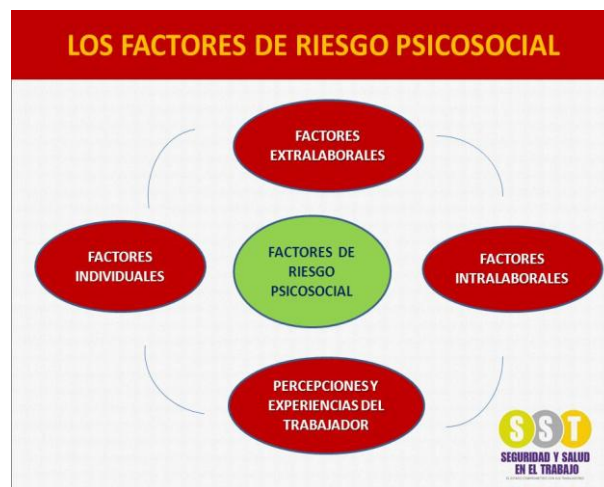 LOS FACTORES DE RIESGO PSICOSOCIAL
FACTORES
EXTRALABORALES
FACTORES
INDIVIDUALES
FACTORES DE
RIESGO
PSICOSOCIAL
FACTORES
INTRALABORALES
PERCEPCIONES Y
EXPERIENCIAS DEL
TRABAJADOR
SST
SEGURIDAD Y SALUD
EN EL TRABAJO